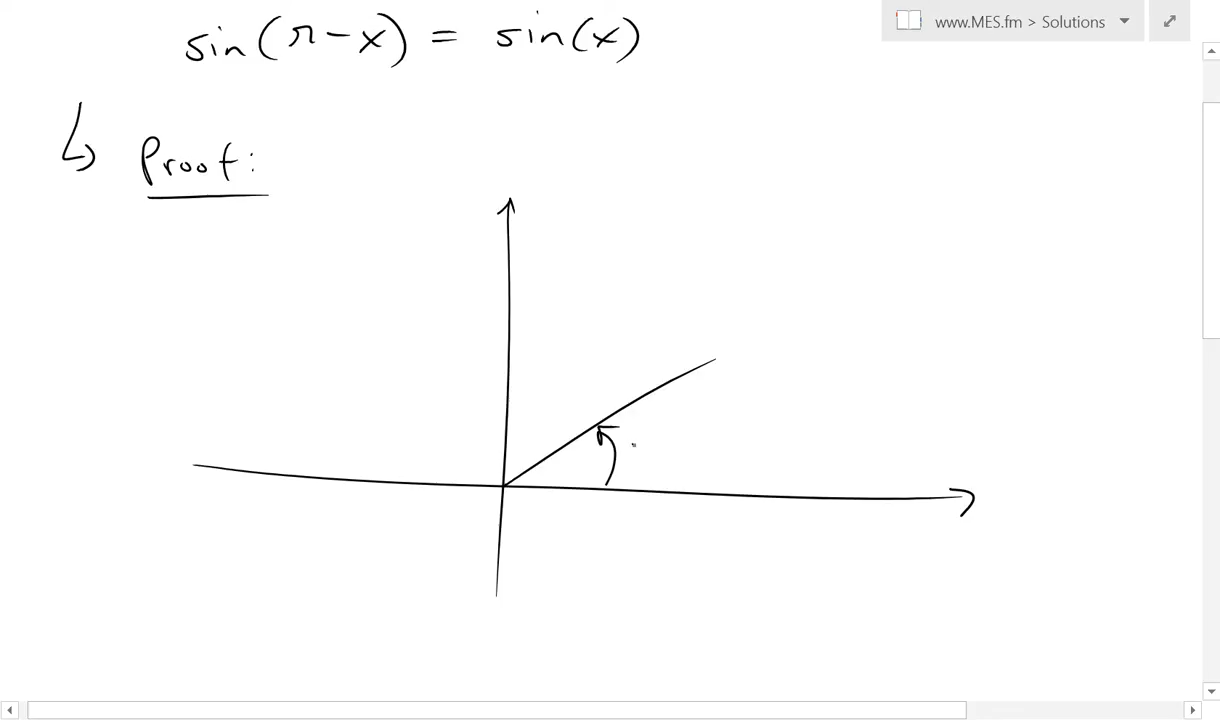 sin(π-x) = sin(x)
www.MES.fm > Solutions
Proof: